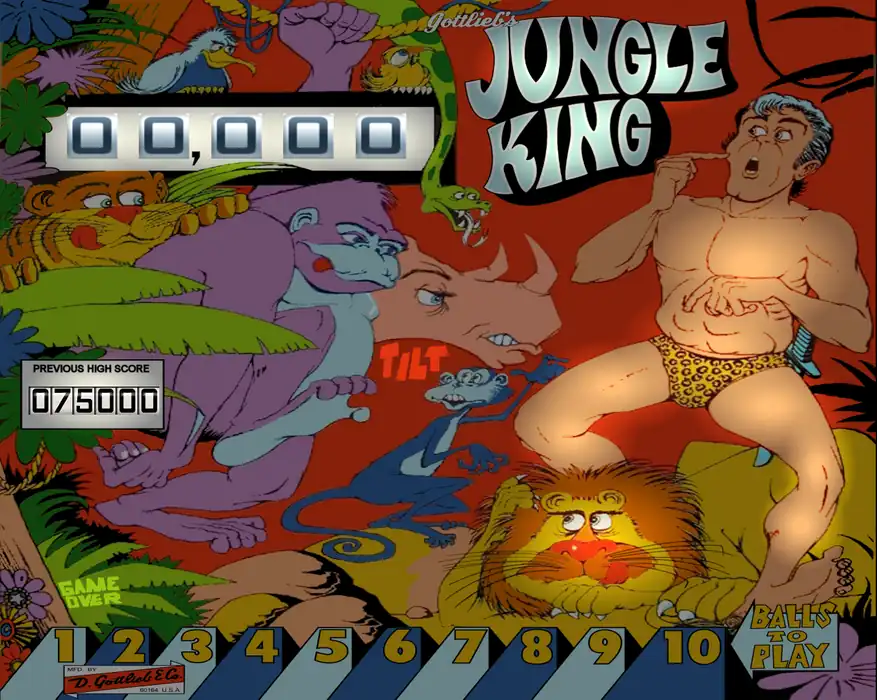 Gottlieb's
JUNGLE
KING
00,000
PREVIOUS HIGH SCORE
075000
TILT
GAME
OVER
1 2 3 4 5 6 7 8 9 10
BALLS
TO
PLAY
MFD. BY
D. Gottlieb & Co.
60164 U.S.A